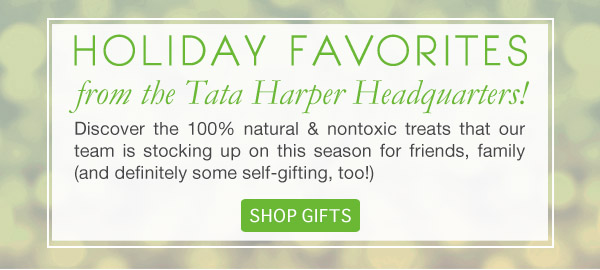 HOLIDAY FAVORITES
from the Tata Harper Headquarters!
Discover the 100% natural & nontoxic treats that our
team is stocking up on this season for friends, family
(and definitely some self-gifting, too!)
SHOP GIFTS